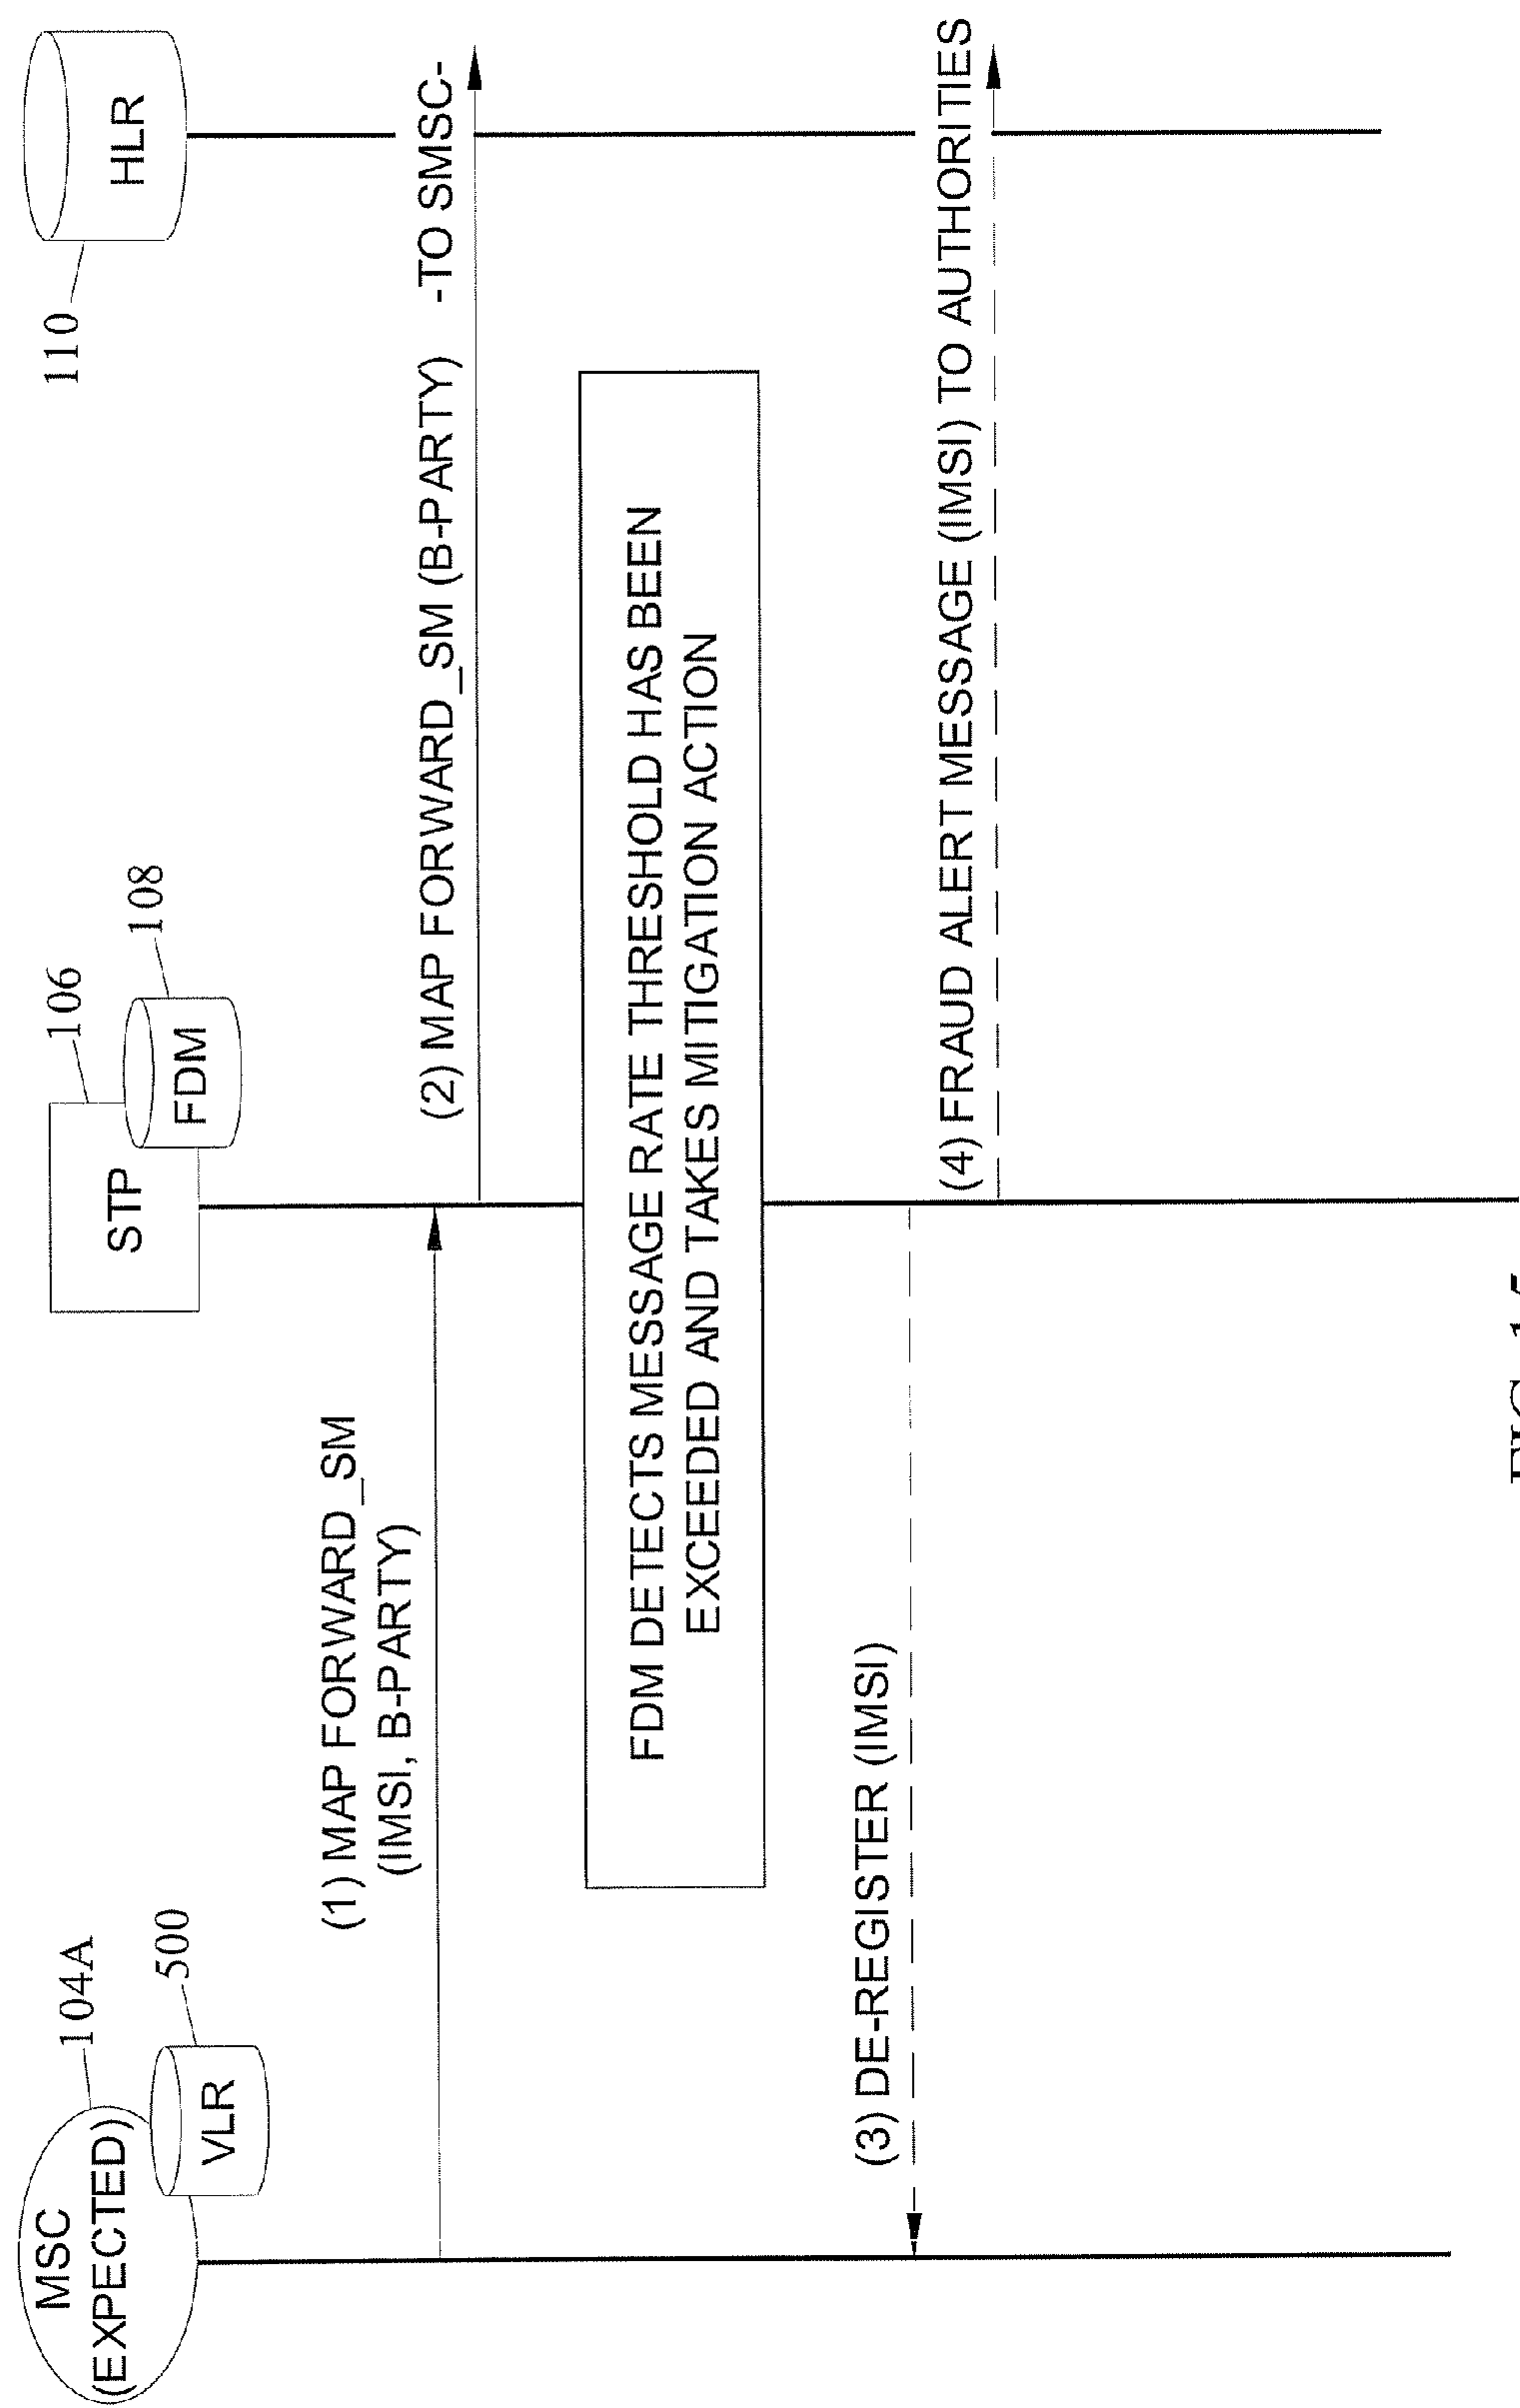 MSC
(EXPECTED)
104A
VLR
500
STP
106
FDM
108
HLR
110
(1) MAP FORWARD_SM
(IMSI, B-PARTY)
(2) MAP FORWARD_SM (B-PARTY) -TO SMSC-
FDM DETECTS MESSAGE RATE THRESHOLD HAS BEEN
EXCEEDED AND TAKES MITIGATION ACTION
(3) DE-REGISTER (IMSI)
(4) FRAUD ALERT MESSAGE (IMSI) TO AUTHORITIES